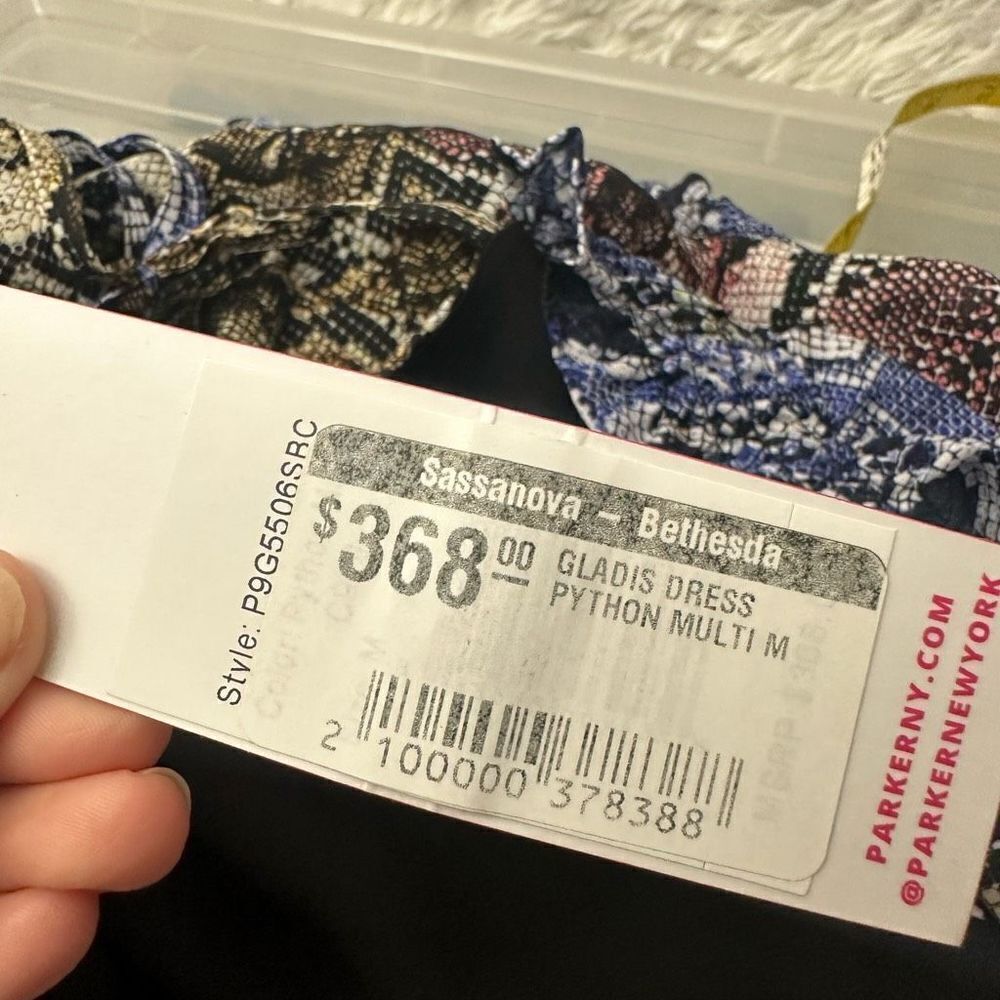 Style: P9G5506SRC
Sassanova - Bethesda
$368.00
GLADIS DRESS
PYTHON MULTI M
2 100000 378388
PARKERNY.COM
@PARKERNEWYORK